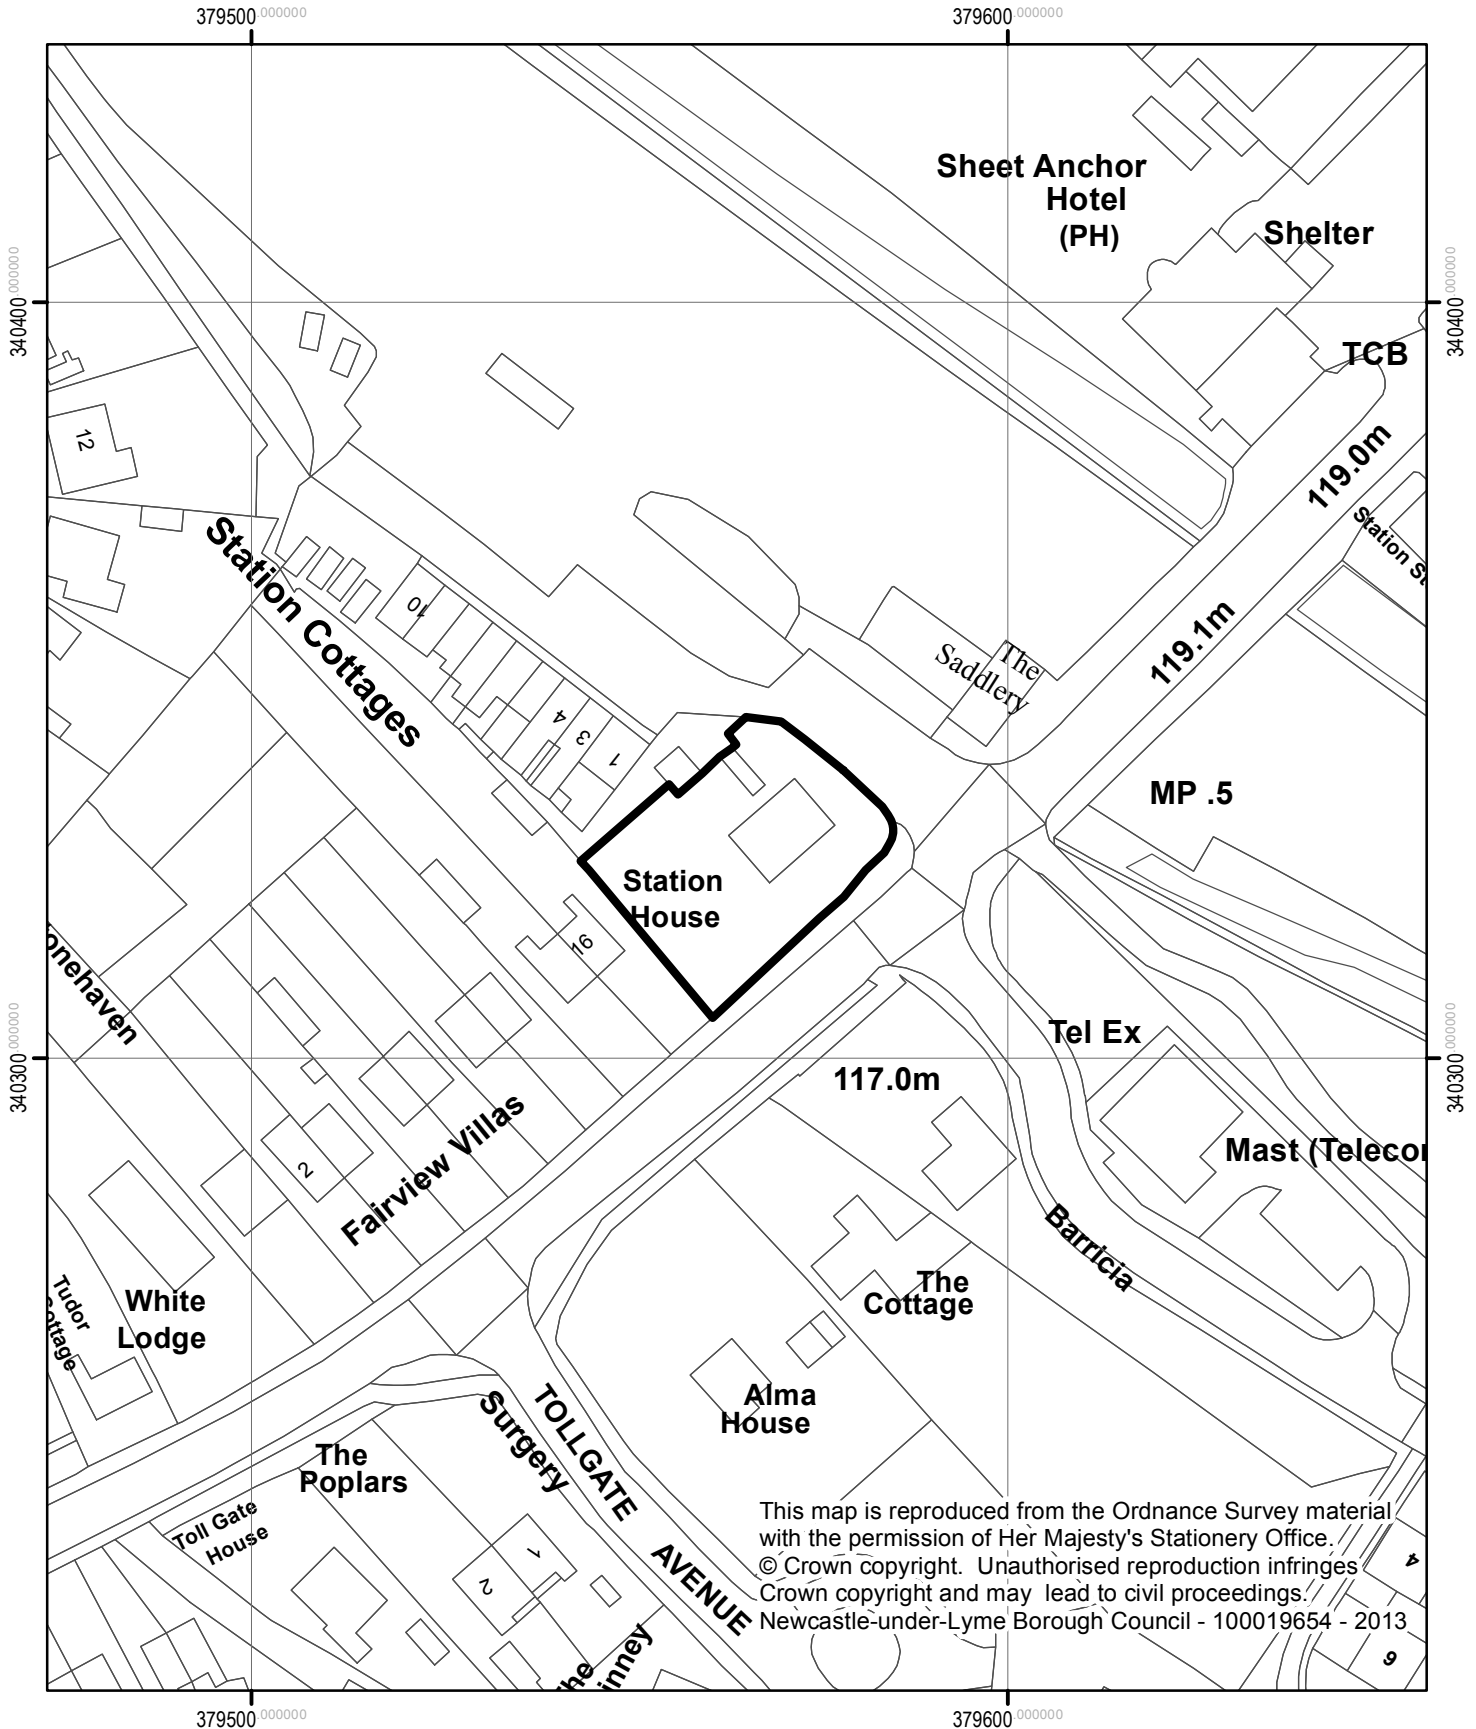 379500.000000
379600.000000
Sheet Anchor
Hotel
(PH)
Shelter
340400.000000
340400.000000
TCB
12
119.0m
Station St
Station Cottages
10
119.1m
The
Saddlery
4
3
1
MP .5
Station
House
16
onehaven
Tel Ex
340300.000000
340300.000000
117.0m
Mast (Telecor
Fairview Villas
2
Barricia
Tudor
Cottage
White
Lodge
The
Cottage
Alma
House
TOLLGATE
AVENUE
Surgery
The
Poplars
Toll Gate
House
1
2
he
inney
This map is reproduced from the Ordnance Survey material
with the permission of Her Majesty's Stationery Office.
© Crown copyright. Unauthorised reproduction infringes
Crown copyright and may lead to civil proceedings.
Newcastle-under-Lyme Borough Council - 100019654 - 2013
4
6
379500.000000
379600.000000